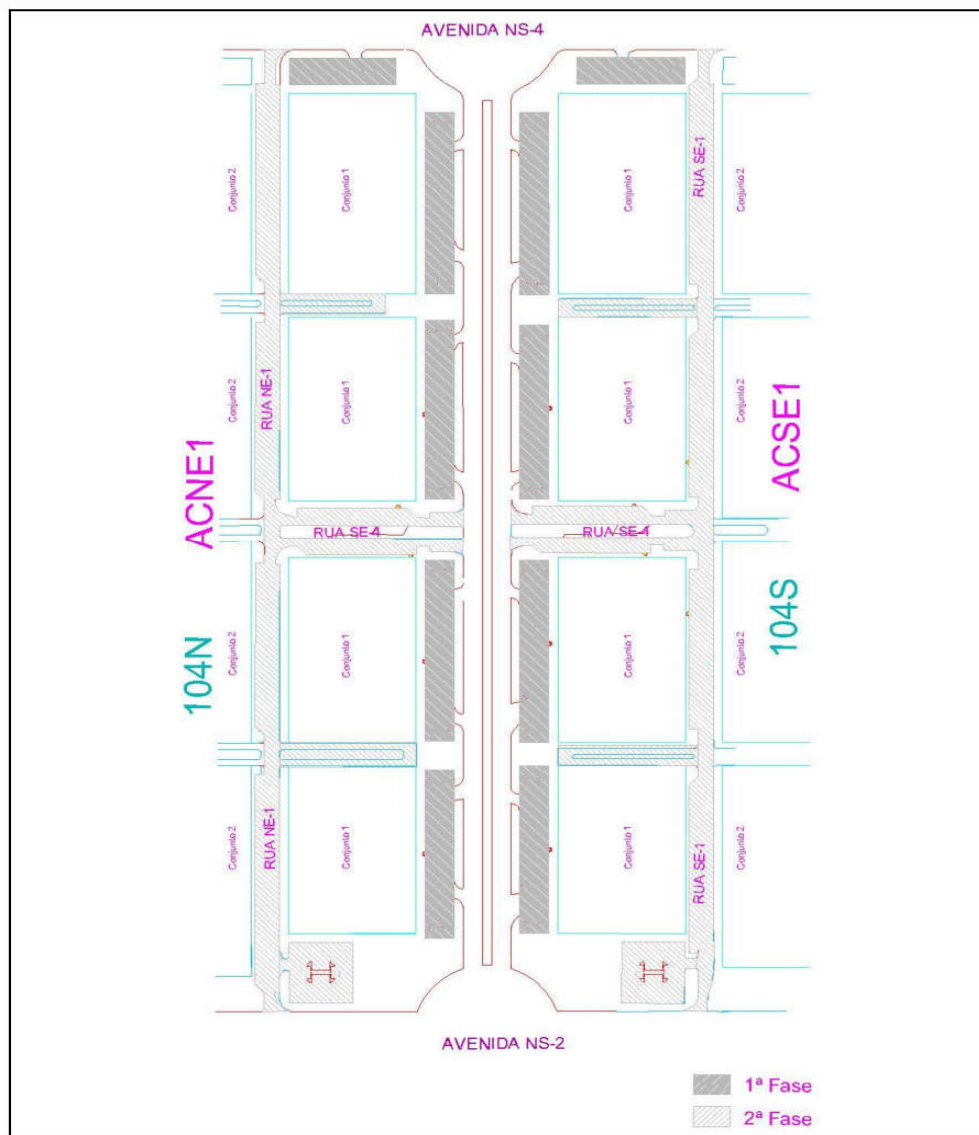 AVENIDA NS-4
RUA SE-1
Conjunto 2
Conjunto 1
Conjunto 1
Conjunto 2
RUA NE-1
Conjunto 2
Conjunto 1
Conjunto 1
Conjunto 2
ACNE1
ACSE1
RUA SE-4
RUA SE-4
104N
104S
Conjunto 2
Conjunto 1
Conjunto 1
Conjunto 2
RUA NE-1
Conjunto 2
Conjunto 1
Conjunto 1
Conjunto 2
RUA SE-1
AVENIDA NS-2
1ª Fase
2ª Fase